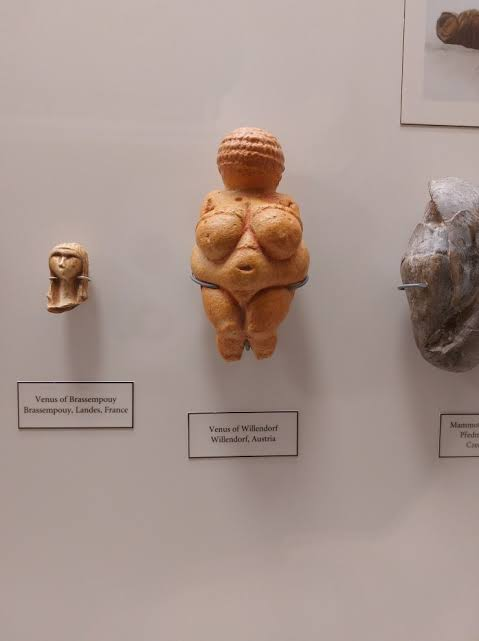 Venus of Brassempouy
Brassempouy, Landes, France
Venus of Willendorf
Willendorf, Austria